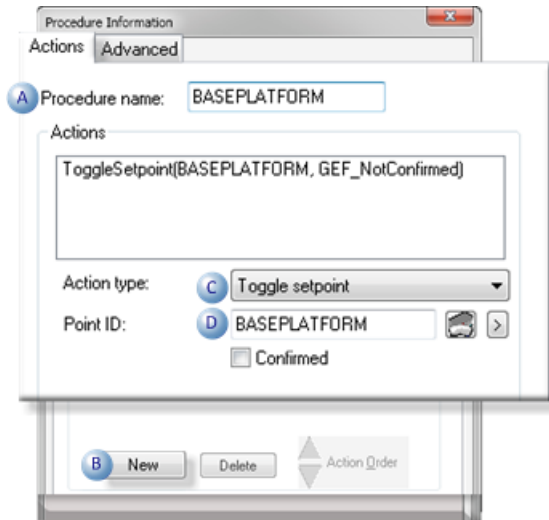 Procedure Information
Actions Advanced
A Procedure name: BASEPLATFORM
Actions
ToggleSetpoint(BASEPLATFORM, GEF_NotConfirmed)
Action type: C Toggle setpoint
Point ID: D BASEPLATFORM >
Confirmed
B New Delete Action Order